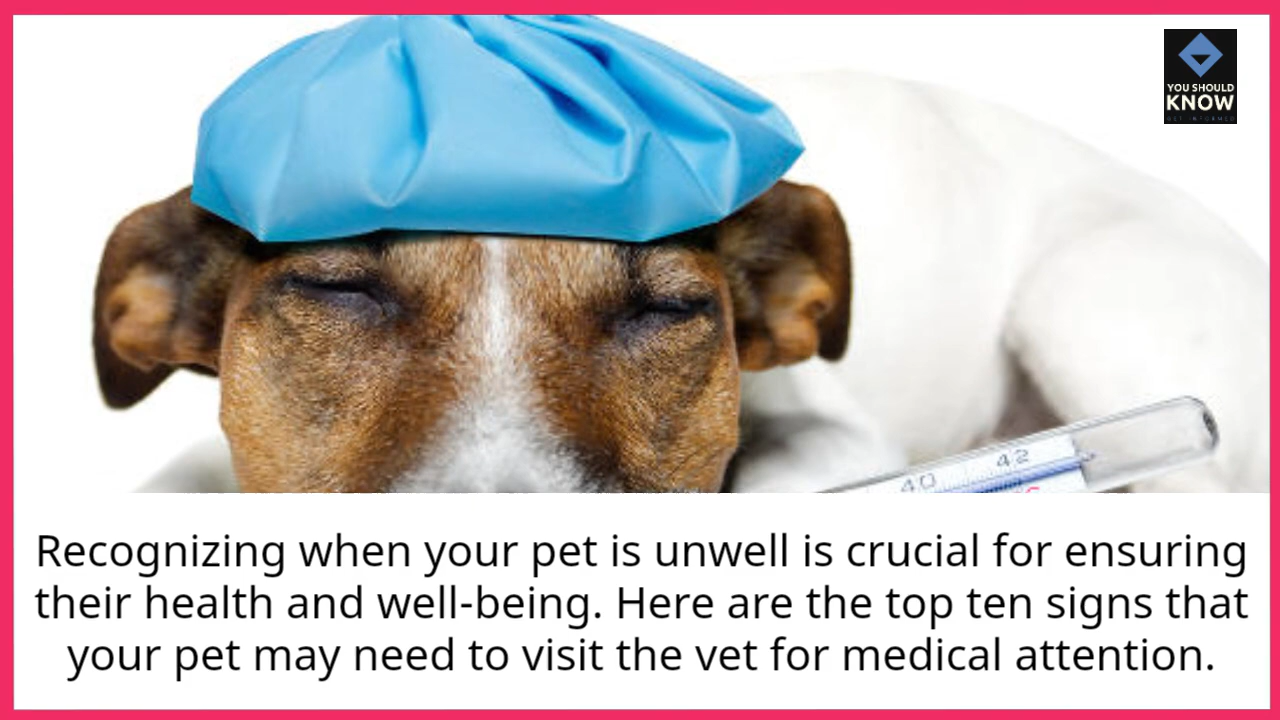 YOU SHOULD
KNOW
GET INFORMED
40
42
°C
Recognizing when your pet is unwell is crucial for ensuring
their health and well-being. Here are the top ten signs that
your pet may need to visit the vet for medical attention.